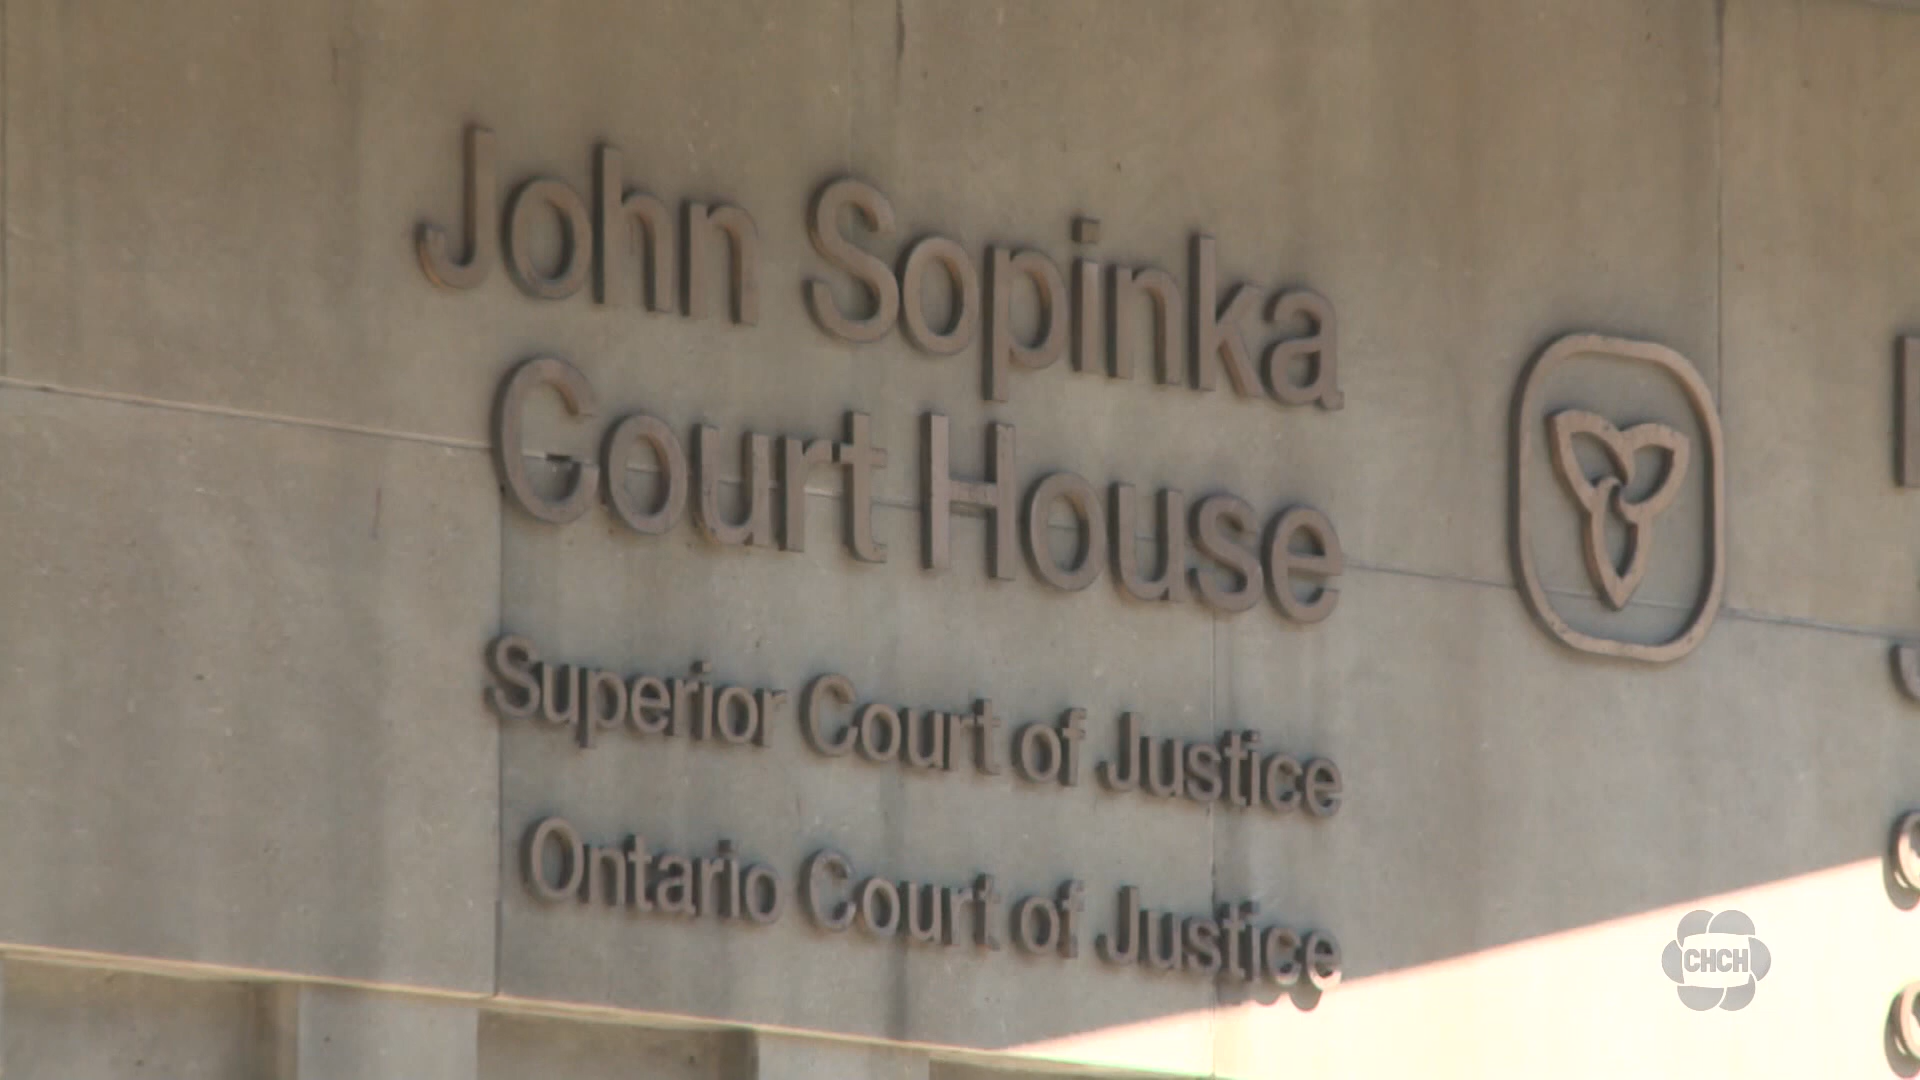 John Sopinka
Court House
Superior Court of Justice
Ontario Court of Justice
CHCH